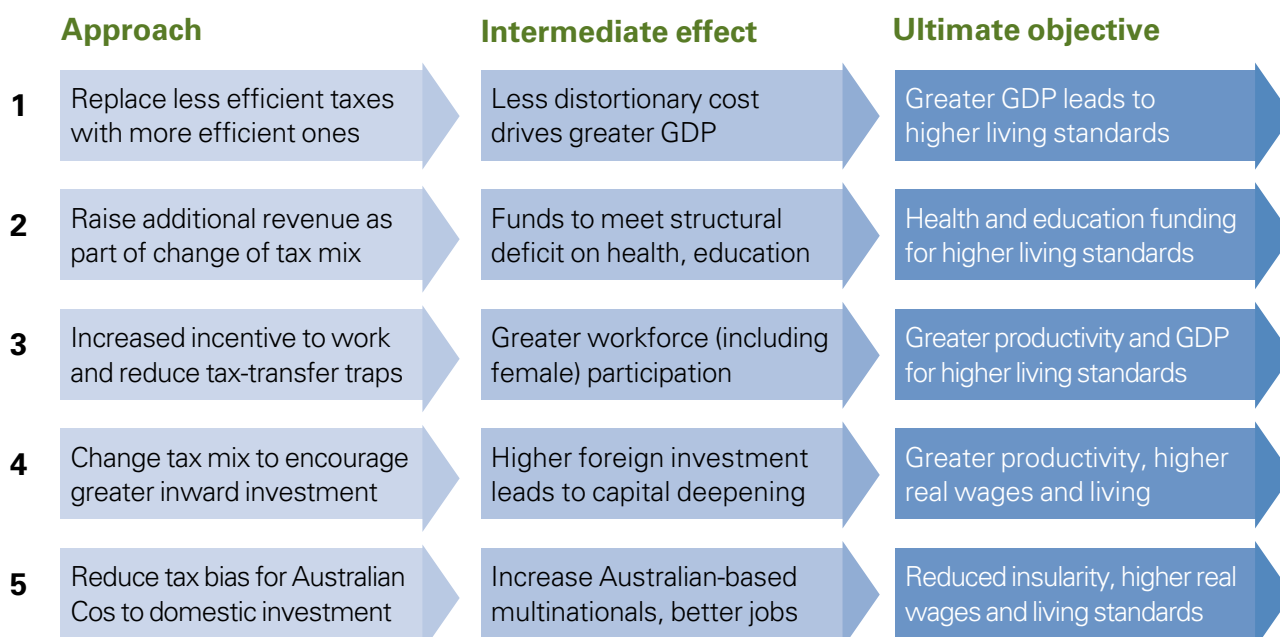 Approach
Intermediate effect
Ultimate objective
1
Replace less efficient taxes
with more efficient ones
Less distortionary cost
drives greater GDP
Greater GDP leads to
higher living standards
2
Raise additional revenue as
part of change of tax mix
Funds to meet structural
deficit on health, education
Health and education funding
for higher living standards
3
Increased incentive to work
and reduce tax-transfer traps
Greater workforce (including
female) participation
Greater productivity and GDP
for higher living standards
4
Change tax mix to encourage
greater inward investment
Higher foreign investment
leads to capital deepening
Greater productivity, higher
real wages and living
5
Reduce tax bias for Australian
Cos to domestic investment
Increase Australian-based
multinationals, better jobs
Reduced insularity, higher real
wages and living standards